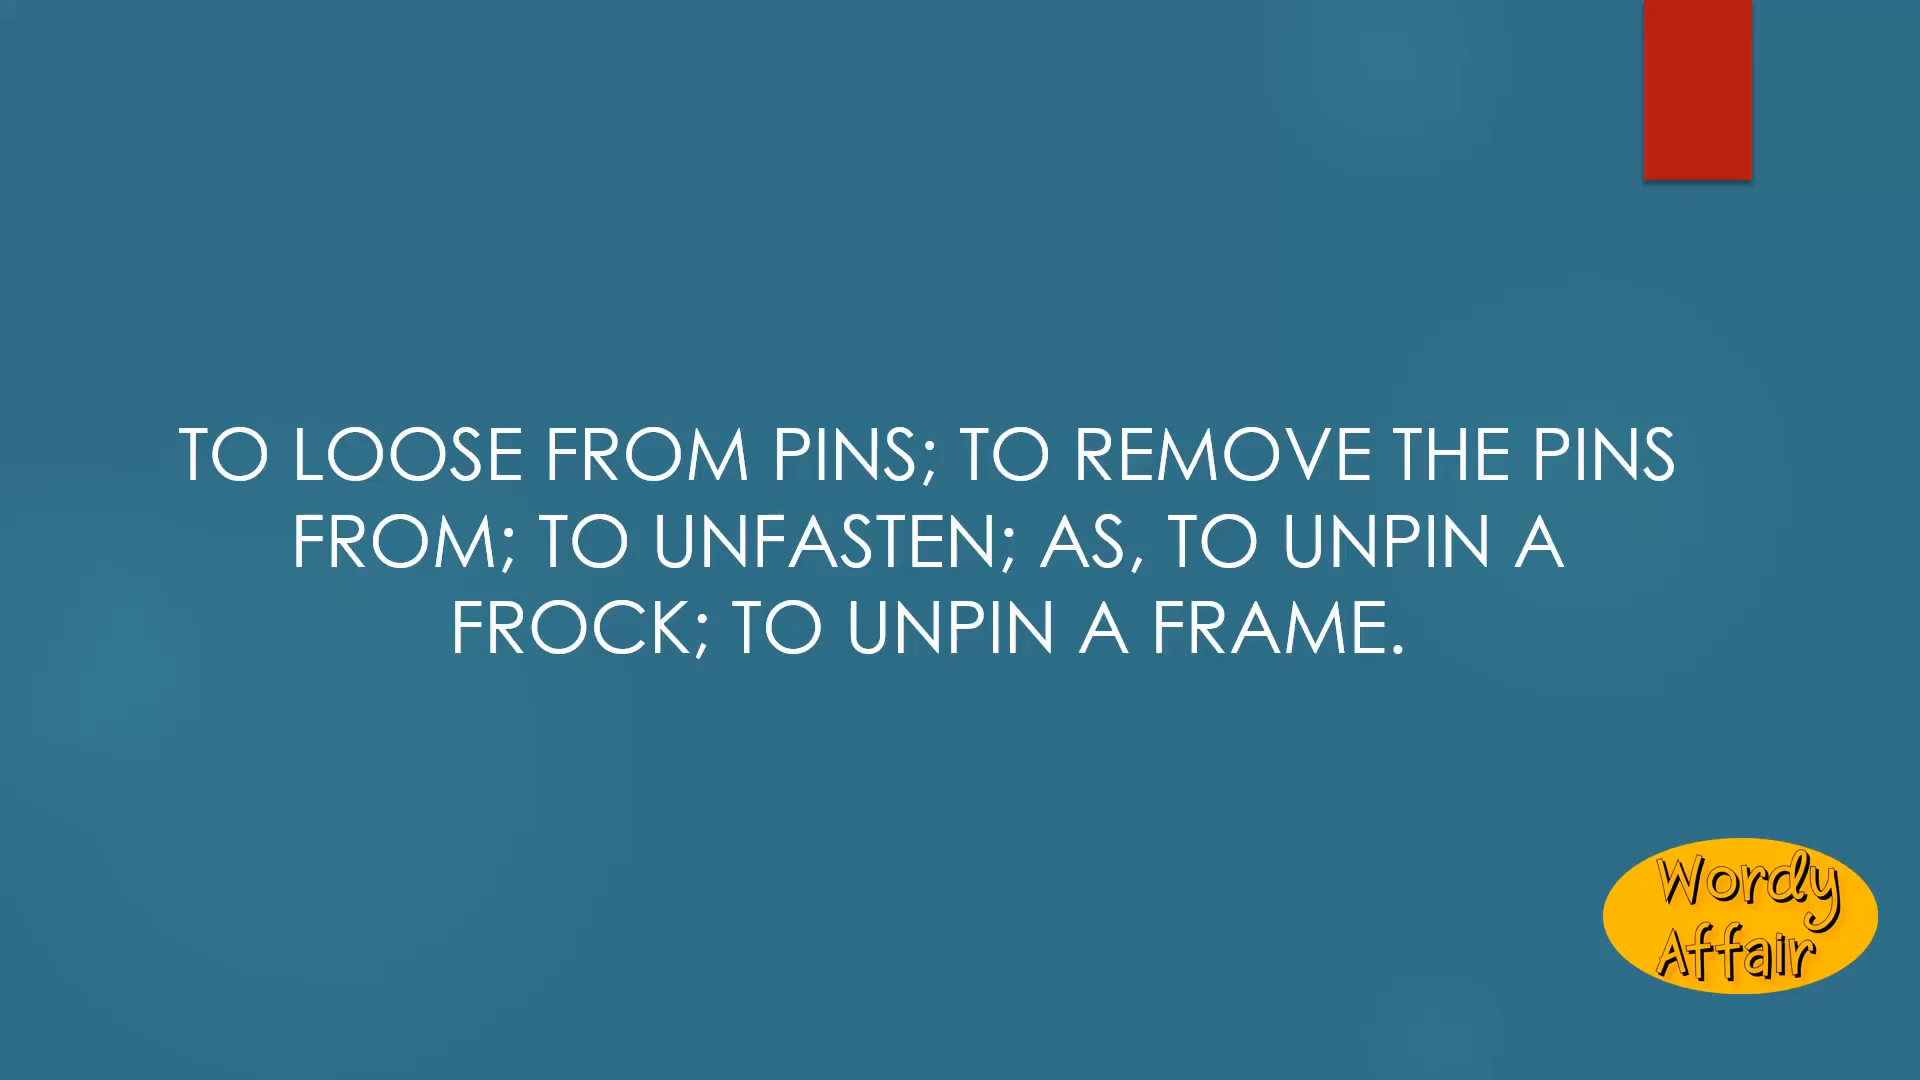 TO LOOSE FROM PINS; TO REMOVE THE PINS
FROM; TO UNFASTEN; AS, TO UNPIN A
FROCK; TO UNPIN A FRAME.
Wordy
Affair